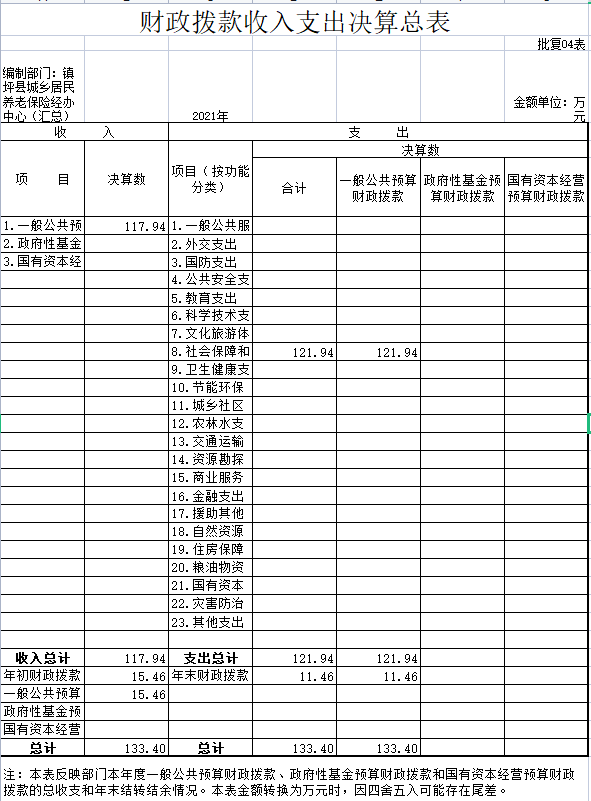 财政拨款收入支出决算总表
批复04表
编制部门：镇
坪县城乡居民
养老保险经办
中心（汇总）
2021年
金额单位：万
元
收 入
支 出
项 目
决算数
项目（按功能
分类）
决算数
合计
一般公共预算
财政拨款
政府性基金预
算财政拨款
国有资本经营
预算财政拨款
1.一般公共预 117.94 1.一般公共服
2.政府性基金 2.外交支出
3.国有资本经 3.国防支出
4.公共安全支
5.教育支出
6.科学技术支
7.文化旅游体
8.社会保障和 121.94 121.94
9.卫生健康支
10.节能环保
11.城乡社区
12.农林水支
13.交通运输
14.资源勘探
15.商业服务
16.金融支出
17.援助其他
18.自然资源
19.住房保障
20.粮油物资
21.国有资本
22.灾害防治
23.其他支出
收入总计 117.94 支出总计 121.94 121.94
年初财政拨款 15.46 年末财政拨款 11.46 11.46
一般公共预算 15.46
政府性基金预
国有资本经营
总计 133.40 总计 133.40 133.40
注：本表反映部门本年度一般公共预算财政拨款、政府性基金预算财政拨款和国有资本经营预算财政
拨款的总收支和年末结转结余情况。本表金额转换为万元时，因四舍五入可能存在尾差。